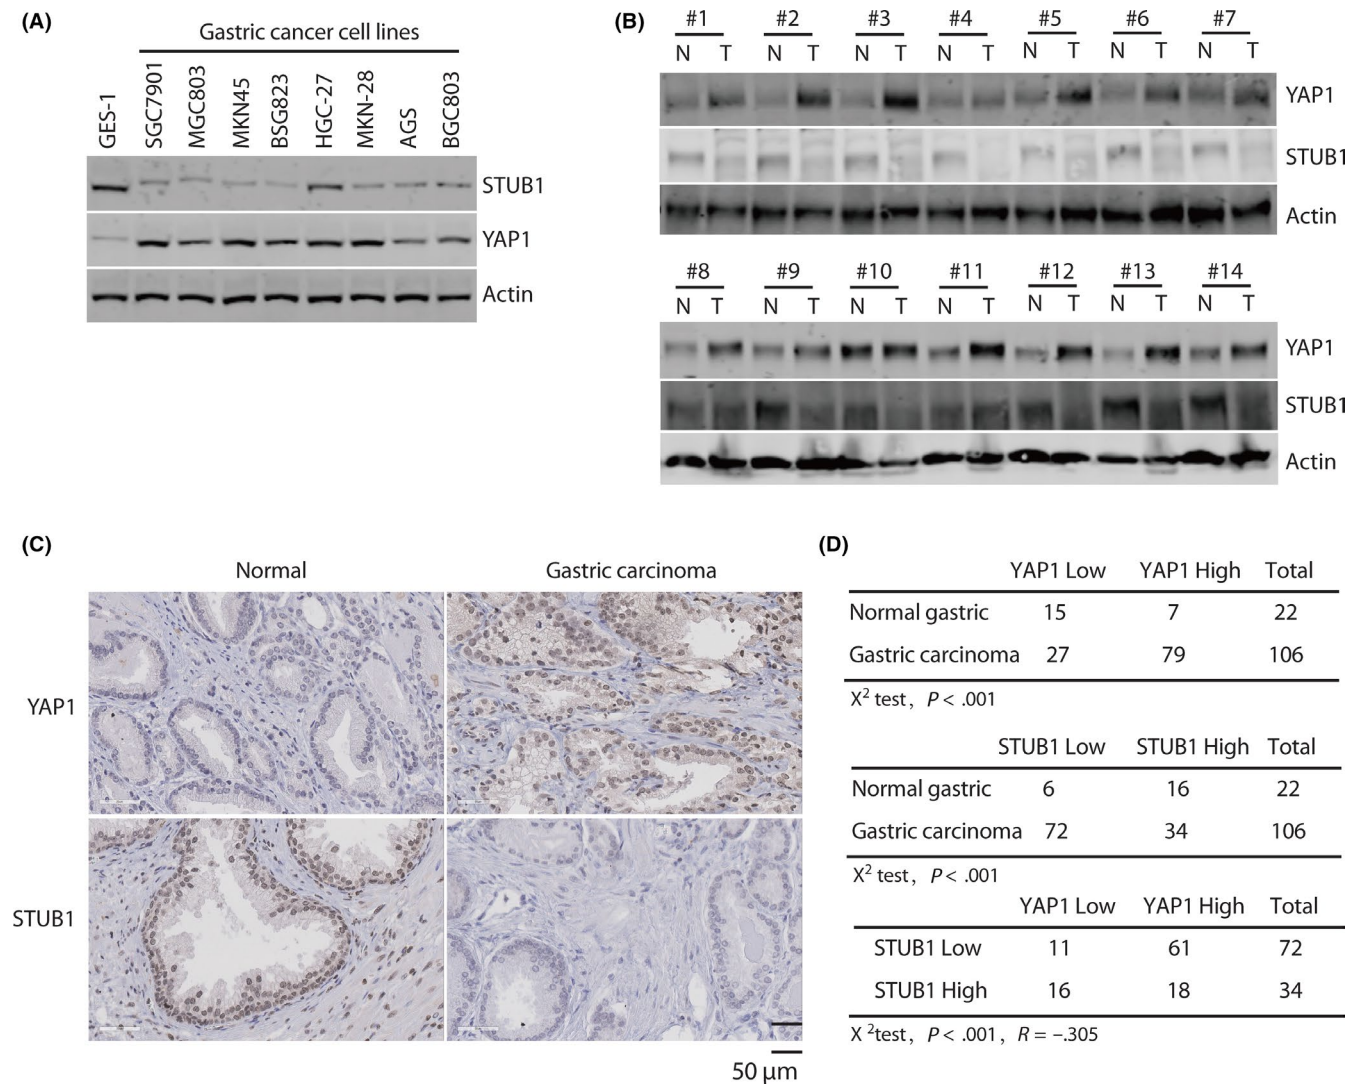 (A)
Gastric cancer cell lines
GES-1
SGC7901
MGC803
MKN45
BSG823
HGC-27
MKN-28
AGS
BGC803
STUB1
YAP1
Actin
(B)
#1 #2 #3 #4 #5 #6 #7
N T N T N T N T N T N T N T
YAP1
STUB1
Actin
#8 #9 #10 #11 #12 #13 #14
N T N T N T N T N T N T N T
YAP1
STUB1
Actin
(C)
Normal Gastric carcinoma
YAP1
STUB1
50 µm
(D)
YAP1 Low YAP1 High Total
Normal gastric 15 7 22
Gastric carcinoma 27 79 106
X² test, P < .001
STUB1 Low STUB1 High Total
Normal gastric 6 16 22
Gastric carcinoma 72 34 106
X² test, P < .001
YAP1 Low YAP1 High Total
STUB1 Low 11 61 72
STUB1 High 16 18 34
X ²test, P < .001, R = –.305